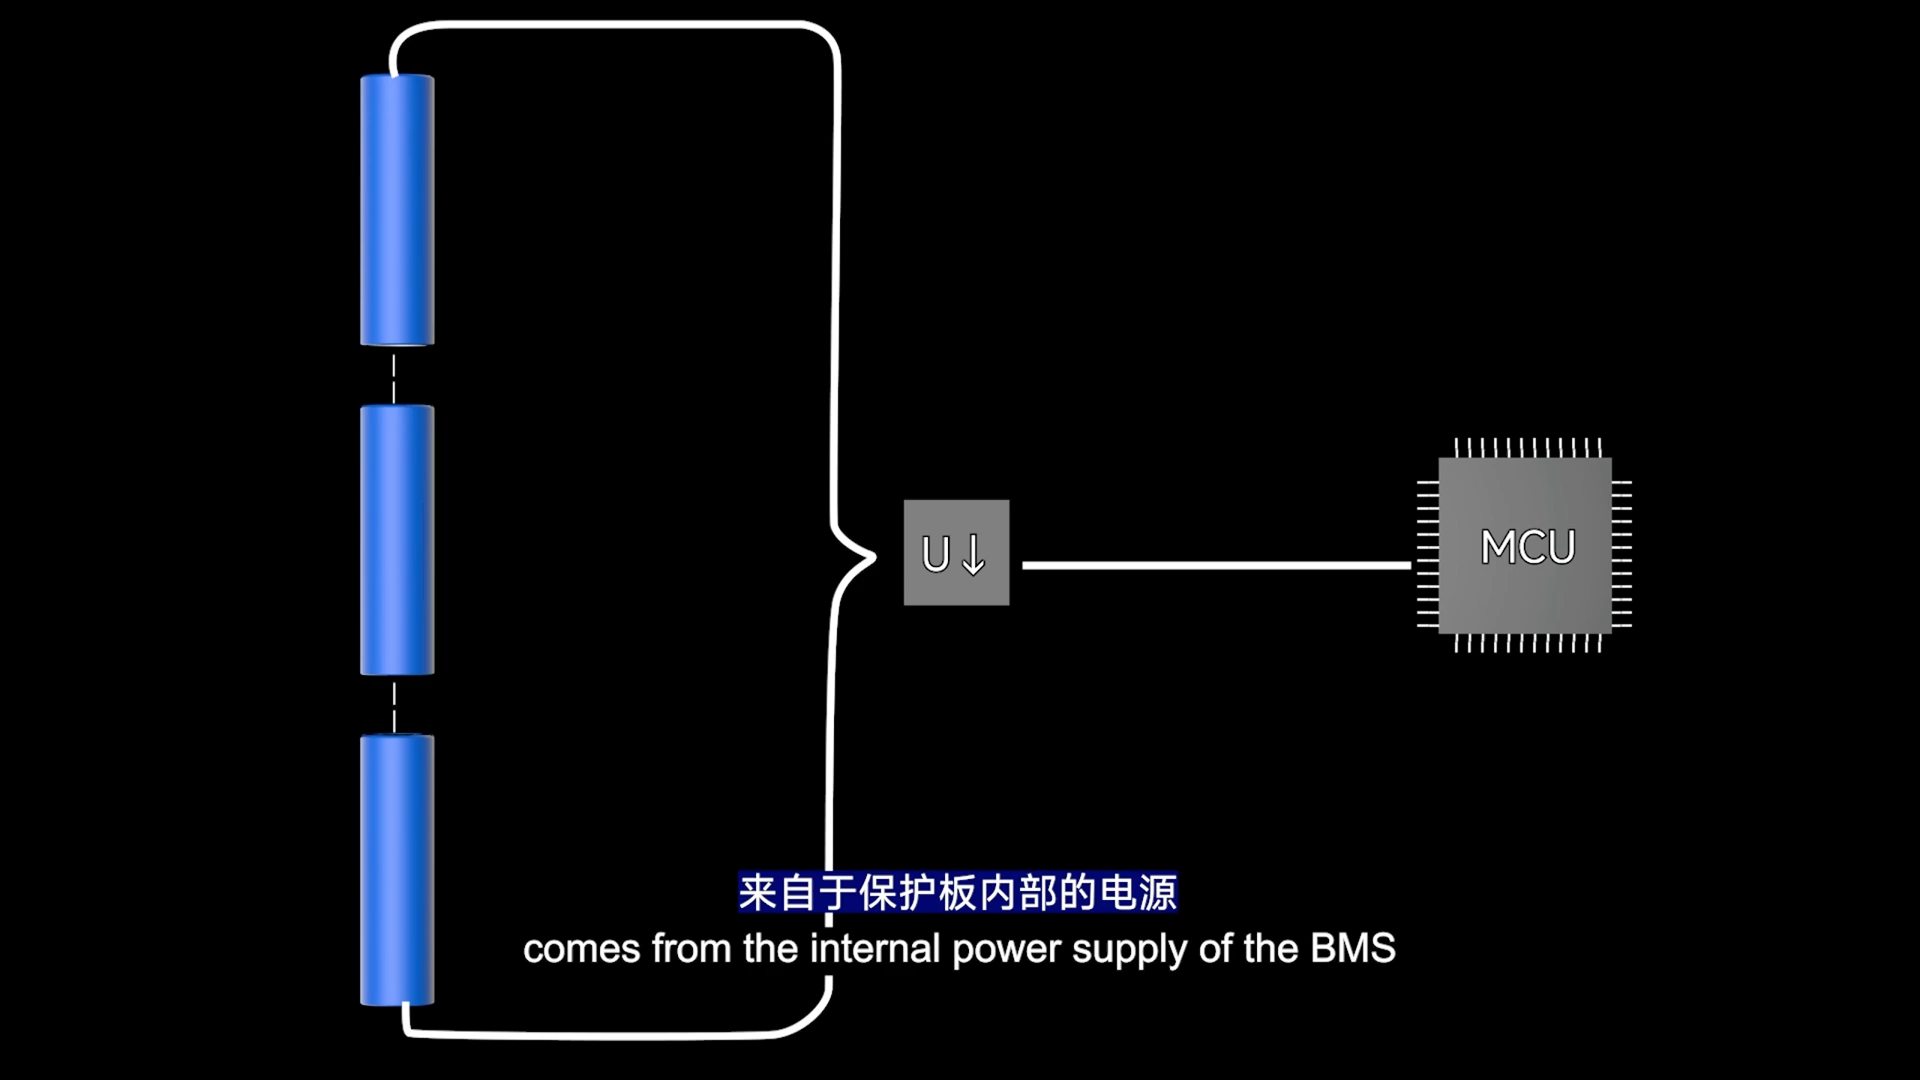 U↓
MCU
来自于保护板内部的电源
comes from the internal power supply of the BMS